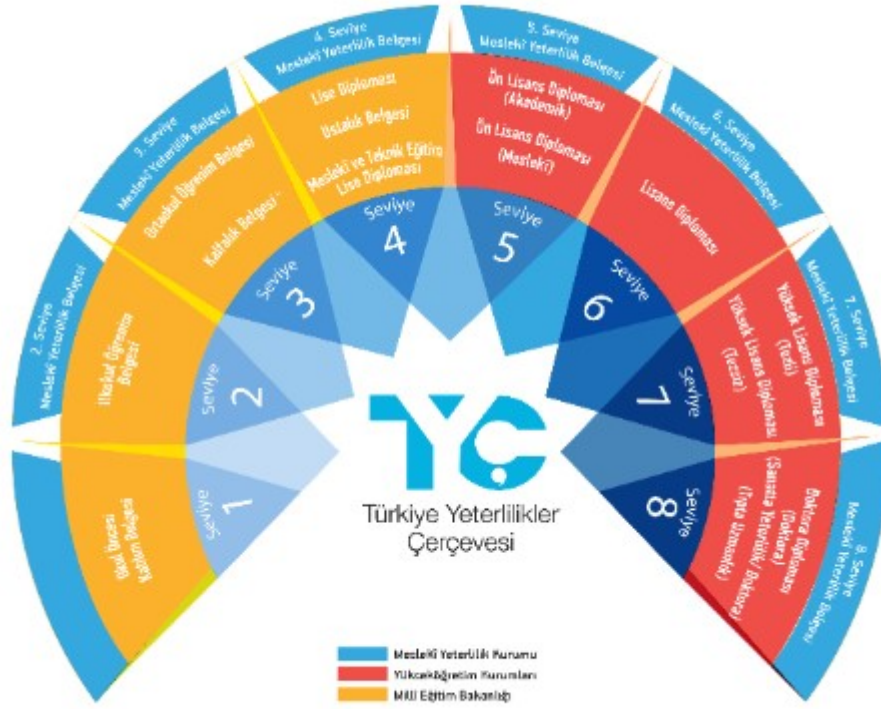 4. Seviye
Mesleki Yeterlilik Belgesi
5. Seviye
Mesleki Yeterlilik Belgesi
3. Seviye
Mesleki Yeterlilik Belgesi
6. Seviye
Mesleki Yeterlilik Belgesi
2. Seviye
Mesleki Yeterlilik Belgesi
7. Seviye
Mesleki Yeterlilik Belgesi
8. Seviye
Mesleki Yeterlilik Belgesi
Okul Öncesi
Katılım Belgesi
İlkokul Öğrenim
Belgesi
Ortaokul Öğrenim Belgesi
Kalfalık Belgesi
Lise Diploması
Ustalık Belgesi
Mesleki ve Teknik Eğitim
Lise Diploması
Ön Lisans Diploması
(Akademik)
Ön Lisans Diploması
(Mesleki)
Lisans Diploması
Yüksek Lisans Diploması
(Tezli)
Yüksek Lisans Diploması
(Tezsiz)
Doktora Diploması
(Doktora)
(Sanatta Yeterlilik/ Doktora)
(Tıpta Uzmanlık)
Seviye
1
Seviye
2
Seviye
3
Seviye
4
Seviye
5
Seviye
6
Seviye
7
Seviye
8
TYÇ
Türkiye Yeterlilikler
Çerçevesi
Mesleki Yeterlilik Kurumu
Yükseköğretim Kurumları
Milli Eğitim Bakanlığı